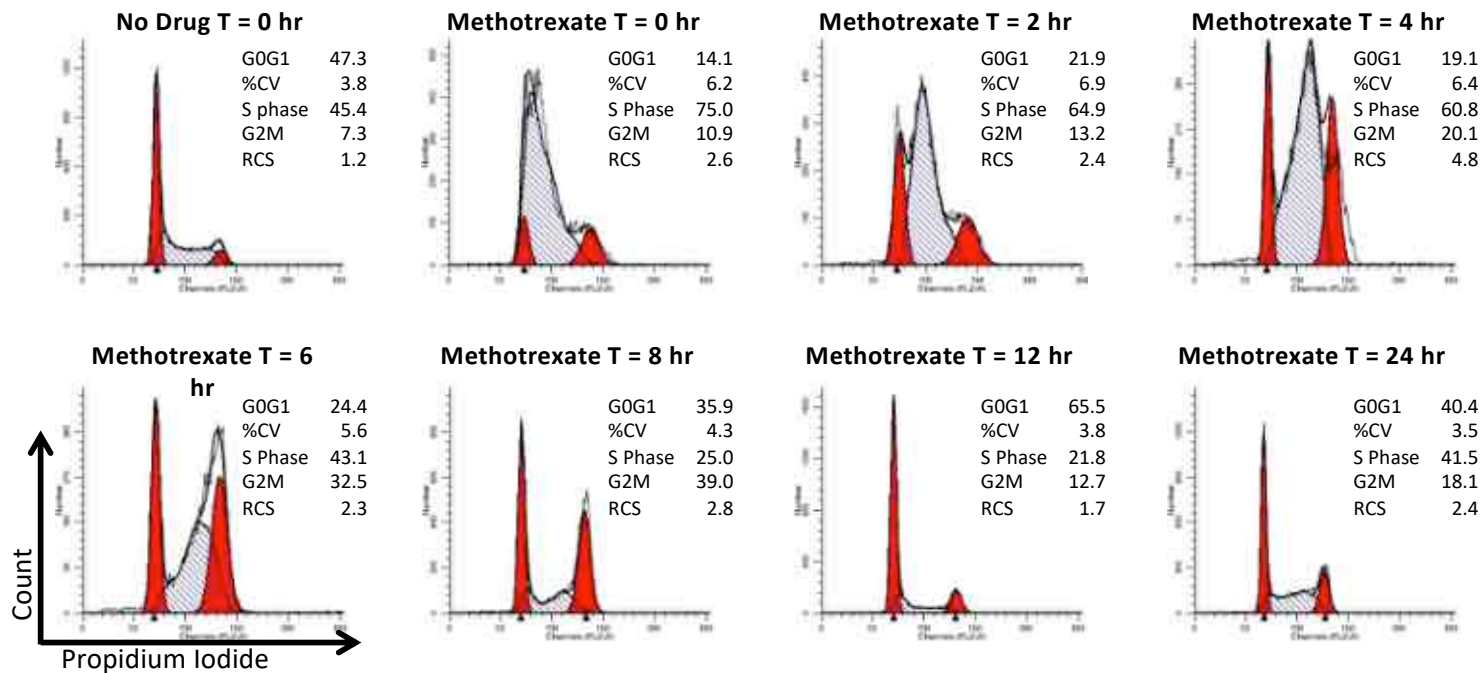 No Drug T = 0 hr
G0G1 47.3
%CV 3.8
S phase 45.4
G2M 7.3
RCS 1.2
Methotrexate T = 0 hr
G0G1 14.1
%CV 6.2
S Phase 75.0
G2M 10.9
RCS 2.6
Methotrexate T = 2 hr
G0G1 21.9
%CV 6.9
S Phase 64.9
G2M 13.2
RCS 2.4
Methotrexate T = 4 hr
G0G1 19.1
%CV 6.4
S Phase 60.8
G2M 20.1
RCS 4.8
Methotrexate T = 6
hr
G0G1 24.4
%CV 5.6
S Phase 43.1
G2M 32.5
RCS 2.3
Methotrexate T = 8 hr
G0G1 35.9
%CV 4.3
S Phase 25.0
G2M 39.0
RCS 2.8
Methotrexate T = 12 hr
G0G1 65.5
%CV 3.8
S Phase 21.8
G2M 12.7
RCS 1.7
Methotrexate T = 24 hr
G0G1 40.4
%CV 3.5
S Phase 41.5
G2M 18.1
RCS 2.4
Count
Propidium Iodide